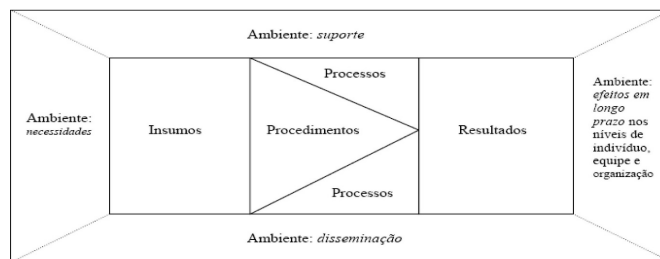 Ambiente: suporte
Processos
Ambiente:
necessidades
Insumos
Procedimentos
Resultados
Ambiente:
efeitos em
longo
prazo nos
níveis de
indivíduo,
equipe e
organização
Processos
Ambiente: disseminação